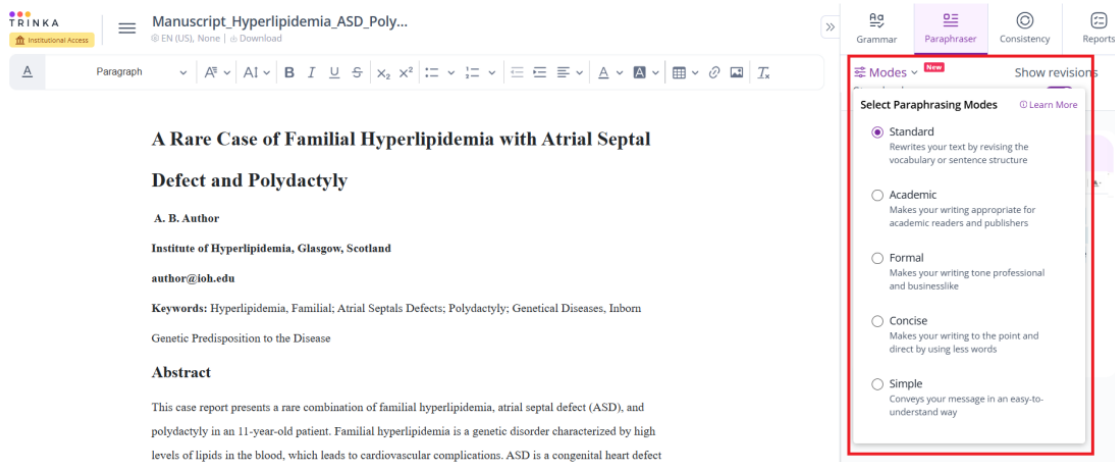 TRINKA
Institutional Access
Manuscript_Hyperlipidemia_ASD_Poly...
EN (US), None | Download
Grammar
Paraphraser
Consistency
Reports
A
Paragraph
AI
B I U S X₂ X²
A
A
Modes
New
Show revisions
Select Paraphrasing Modes
Learn More
Standard
Rewrites your text by revising the
vocabulary or sentence structure
Academic
Makes your writing appropriate for
academic readers and publishers
Formal
Makes your writing tone professional
and businesslike
Concise
Makes your writing to the point and
direct by using less words
Simple
Conveys your message in an easy-to-
understand way
A Rare Case of Familial Hyperlipidemia with Atrial Septal
Defect and Polydactyly
A. B. Author
Institute of Hyperlipidemia, Glasgow, Scotland
author@ioh.edu
Keywords: Hyperlipidemia, Familial; Atrial Septals Defects; Polydactyly; Genetical Diseases, Inborn
Genetic Predisposition to the Disease
Abstract
This case report presents a rare combination of familial hyperlipidemia, atrial septal defect (ASD), and
polydactyly in an 11-year-old patient. Familial hyperlipidemia is a genetic disorder characterized by high
levels of lipids in the blood, which leads to cardiovascular complications. ASD is a congenital heart defect